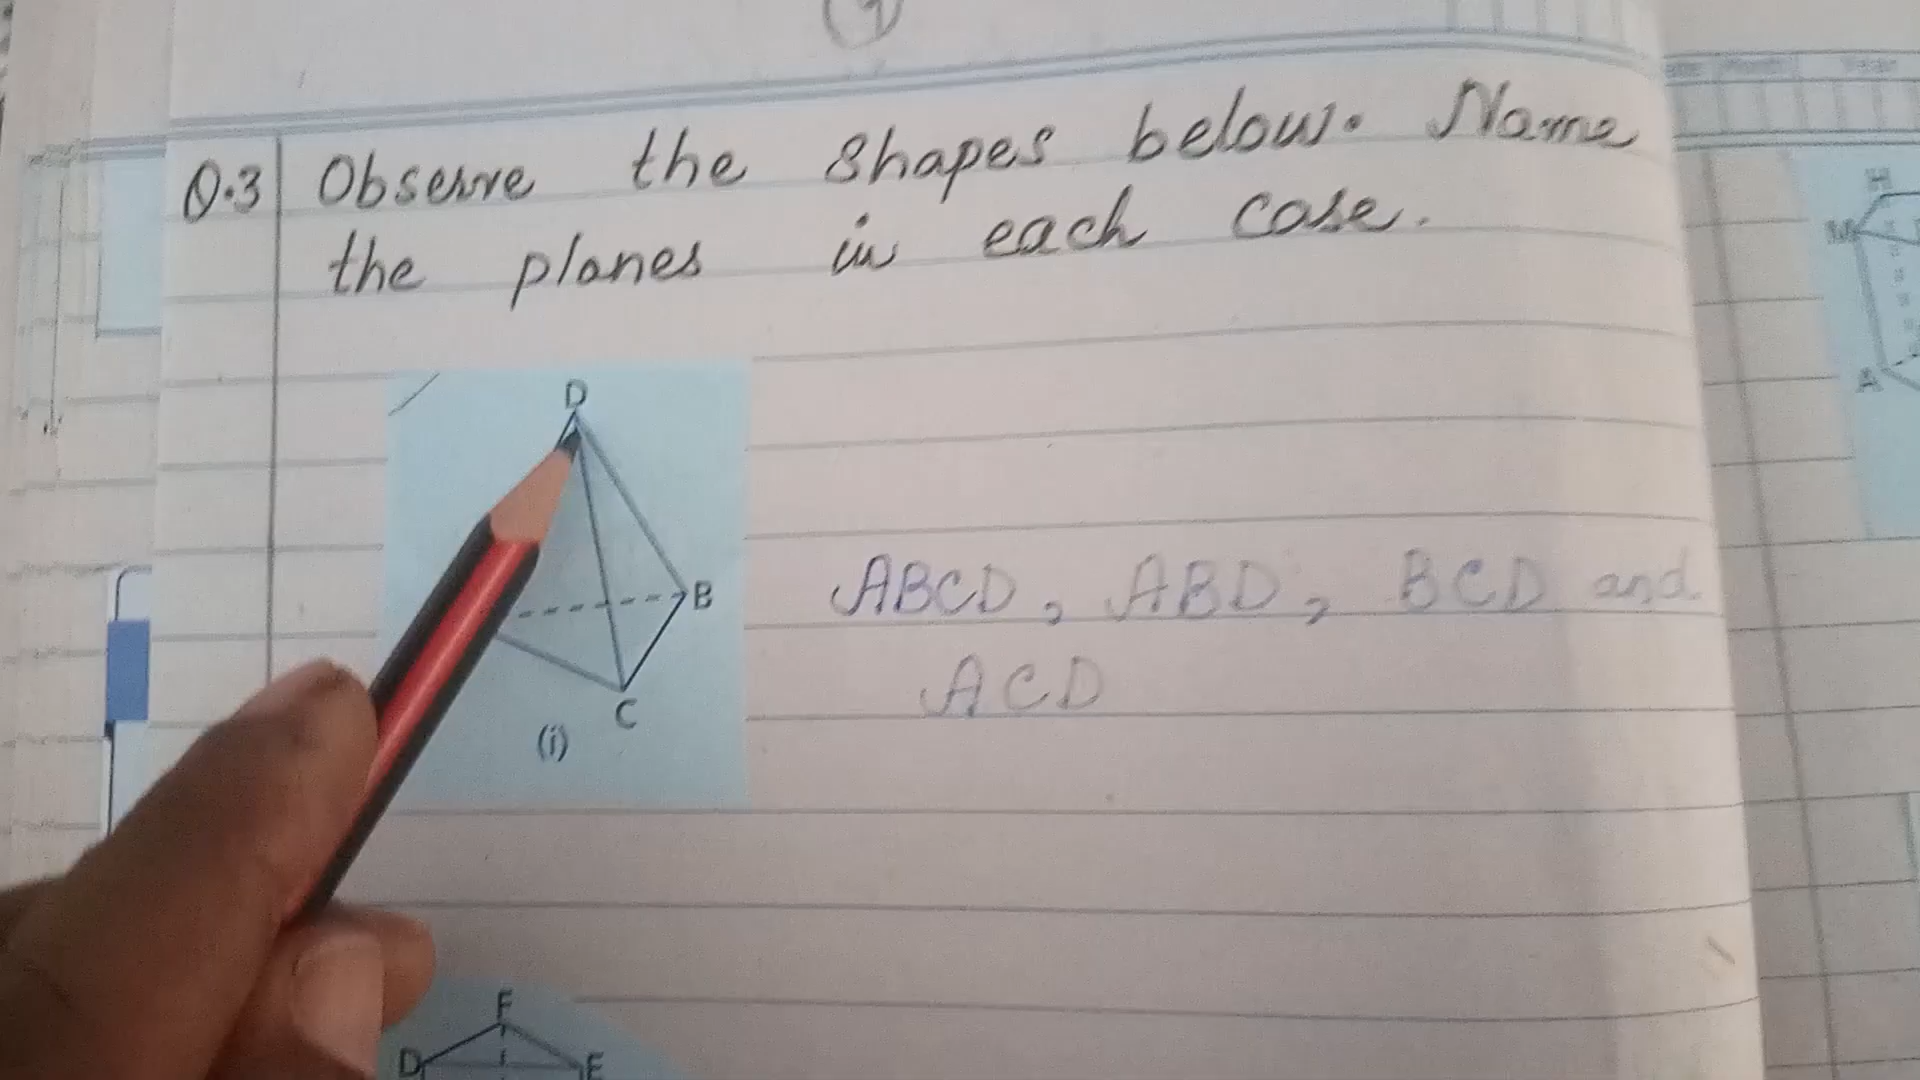 Q.3 Observe the shapes below. Name
the planes in each case.
D
B
C
(i)
ABCD, ABD, BCD and
ACD
F
D
E
H
M
A